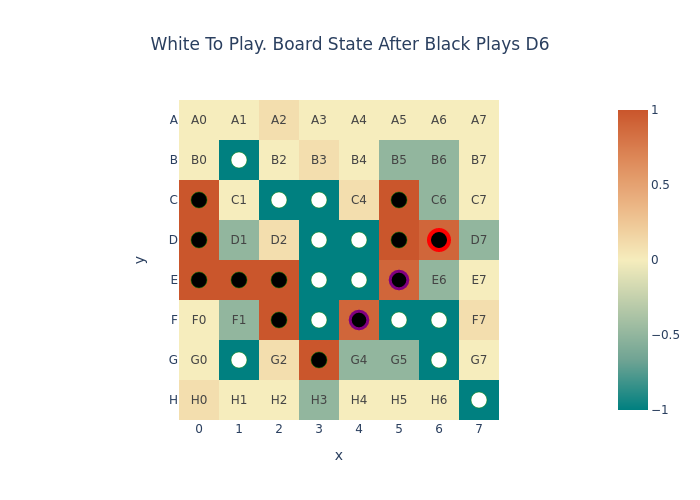 White To Play. Board State After Black Plays D6
A A0 A1 A2 A3 A4 A5 A6 A7 1
B B0 B2 B3 B4 B5 B6 B7
C C1 C4 C6 C7 0.5
D D1 D2 D7
y 0
E E6 E7
F F0 F1 F7 −0.5
G G0 G2 G4 G5 G7
H H0 H1 H2 H3 H4 H5 H6 −1
0 1 2 3 4 5 6 7
x